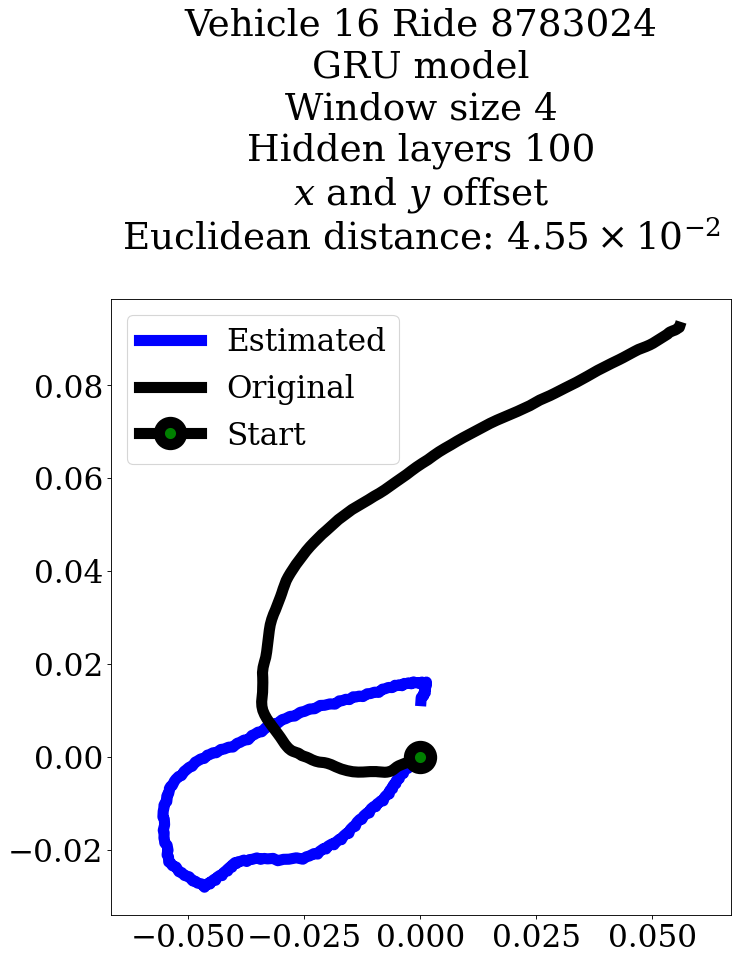 Vehicle 16 Ride 8783024
GRU model
Window size 4
Hidden layers 100
x and y offset
Euclidean distance: 4.55 × 10⁻²
Estimated
Original
Start
0.08
0.06
0.04
0.02
0.00
−0.02
−0.050 −0.025 0.000 0.025 0.050